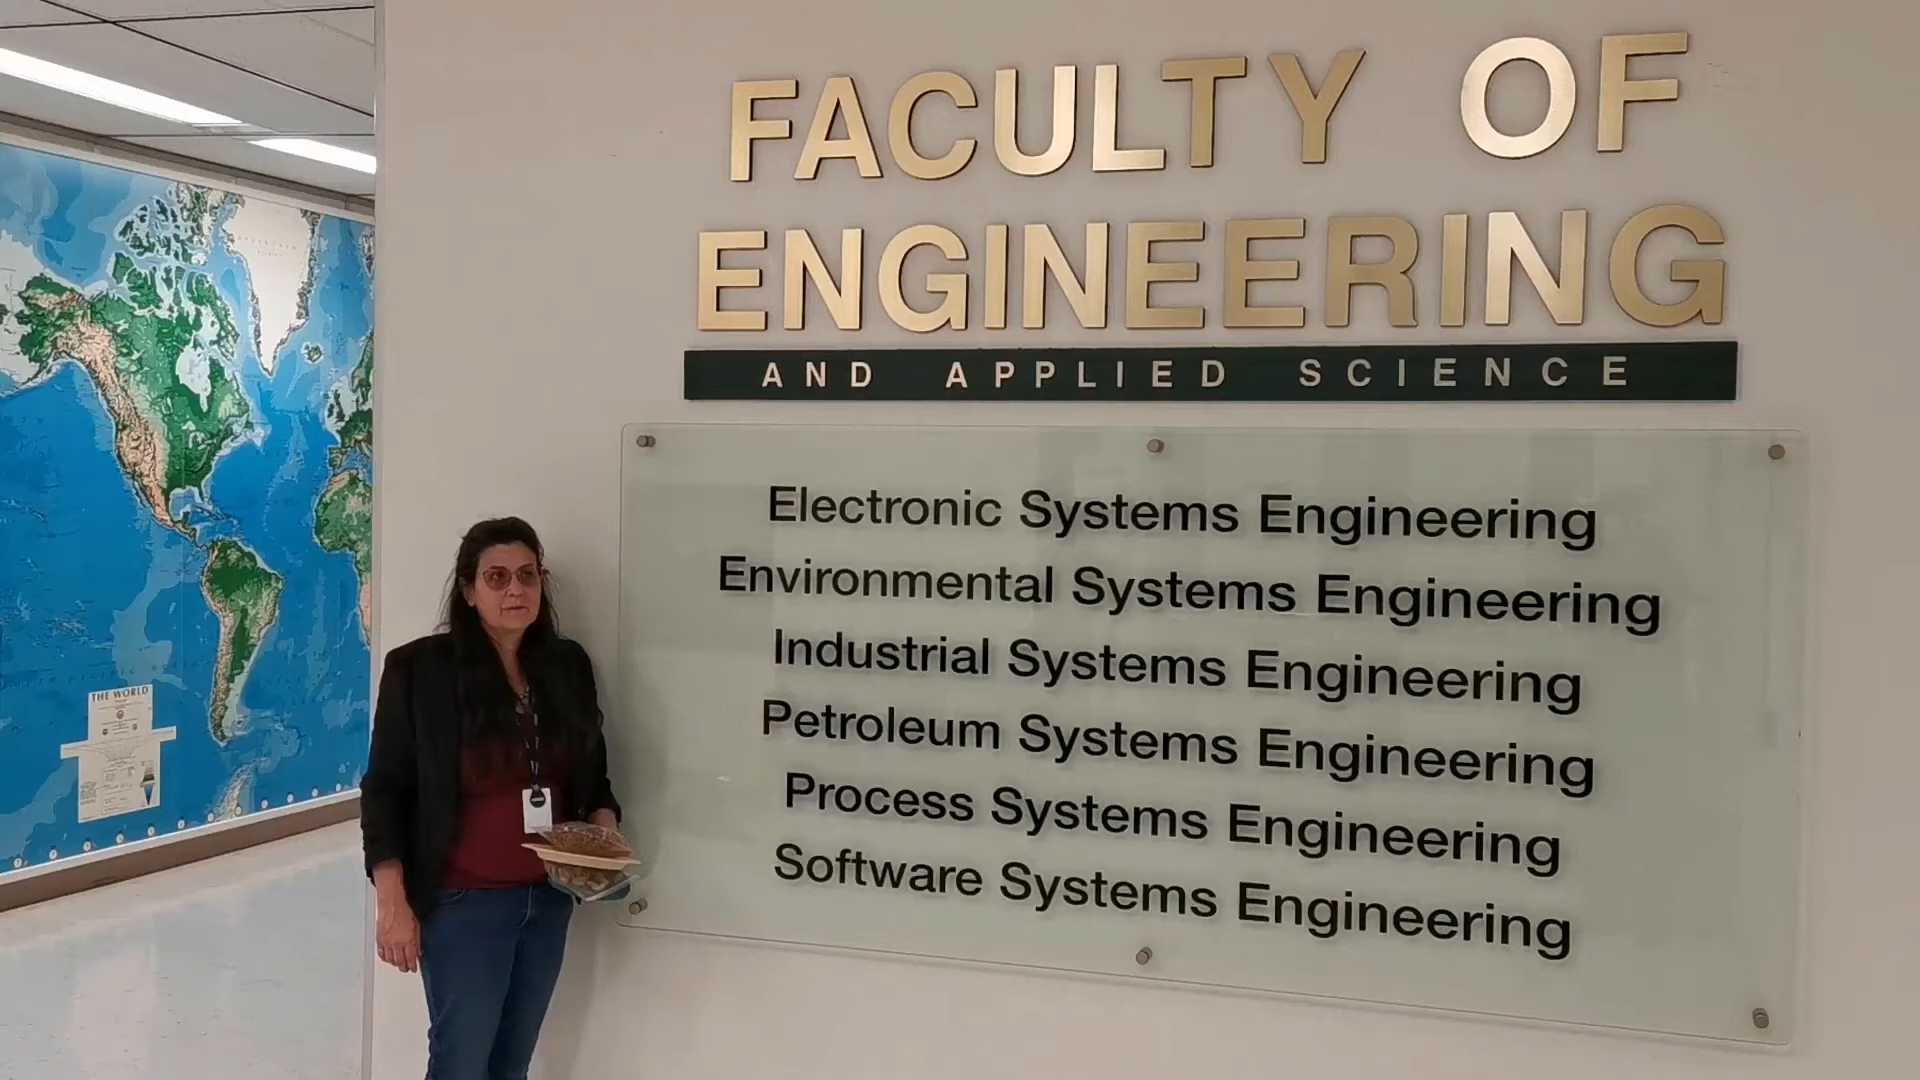 FACULTY OF
ENGINEERING
AND APPLIED SCIENCE
Electronic Systems Engineering
Environmental Systems Engineering
Industrial Systems Engineering
Petroleum Systems Engineering
Process Systems Engineering
Software Systems Engineering
THE WORLD